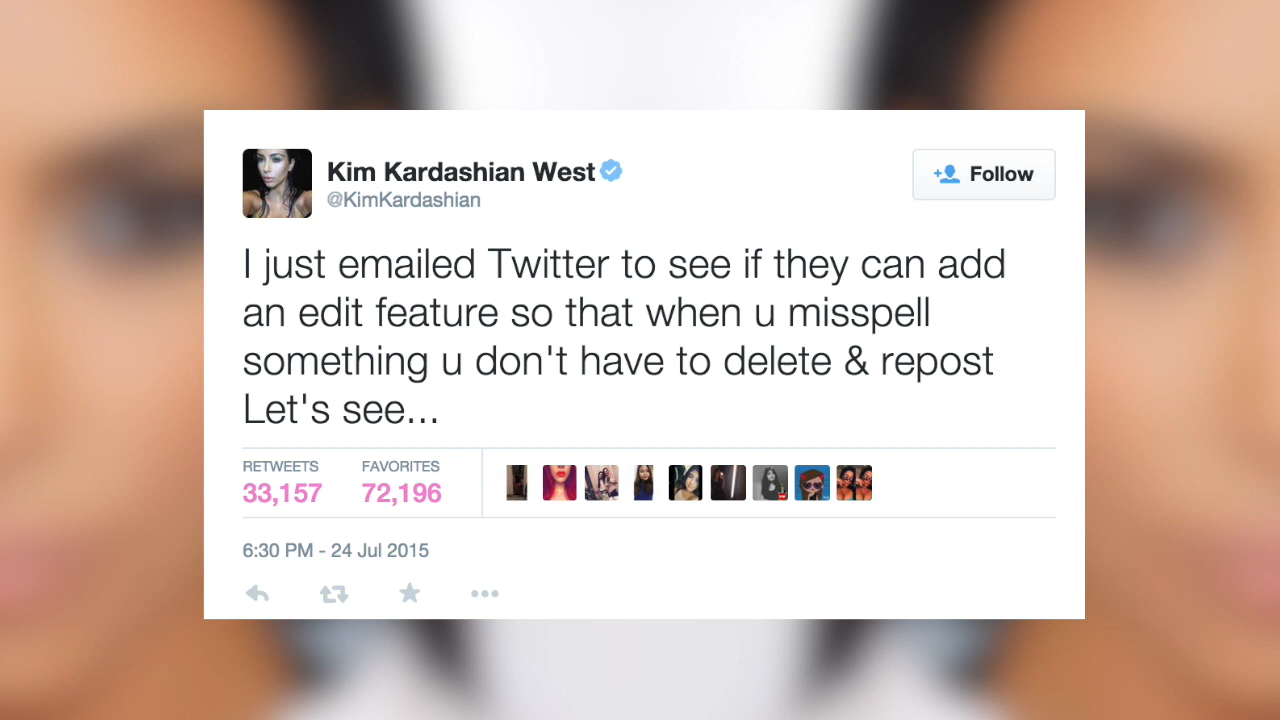 Kim Kardashian West
@KimKardashian
Follow
I just emailed Twitter to see if they can add
an edit feature so that when u misspell
something u don't have to delete & repost
Let's see...
RETWEETS FAVORITES
33,157 72,196
6:30 PM - 24 Jul 2015